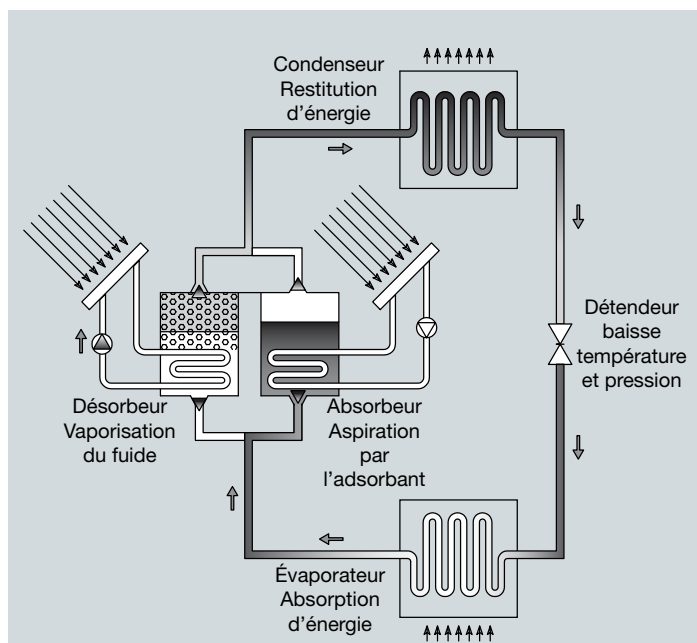 Condenseur
Restitution
d’énergie
Détendeur
baisse
température
et pression
Désorbeur
Vaporisation
du fuide
Absorbeur
Aspiration
par
l’adsorbant
Évaporateur
Absorption
d’énergie